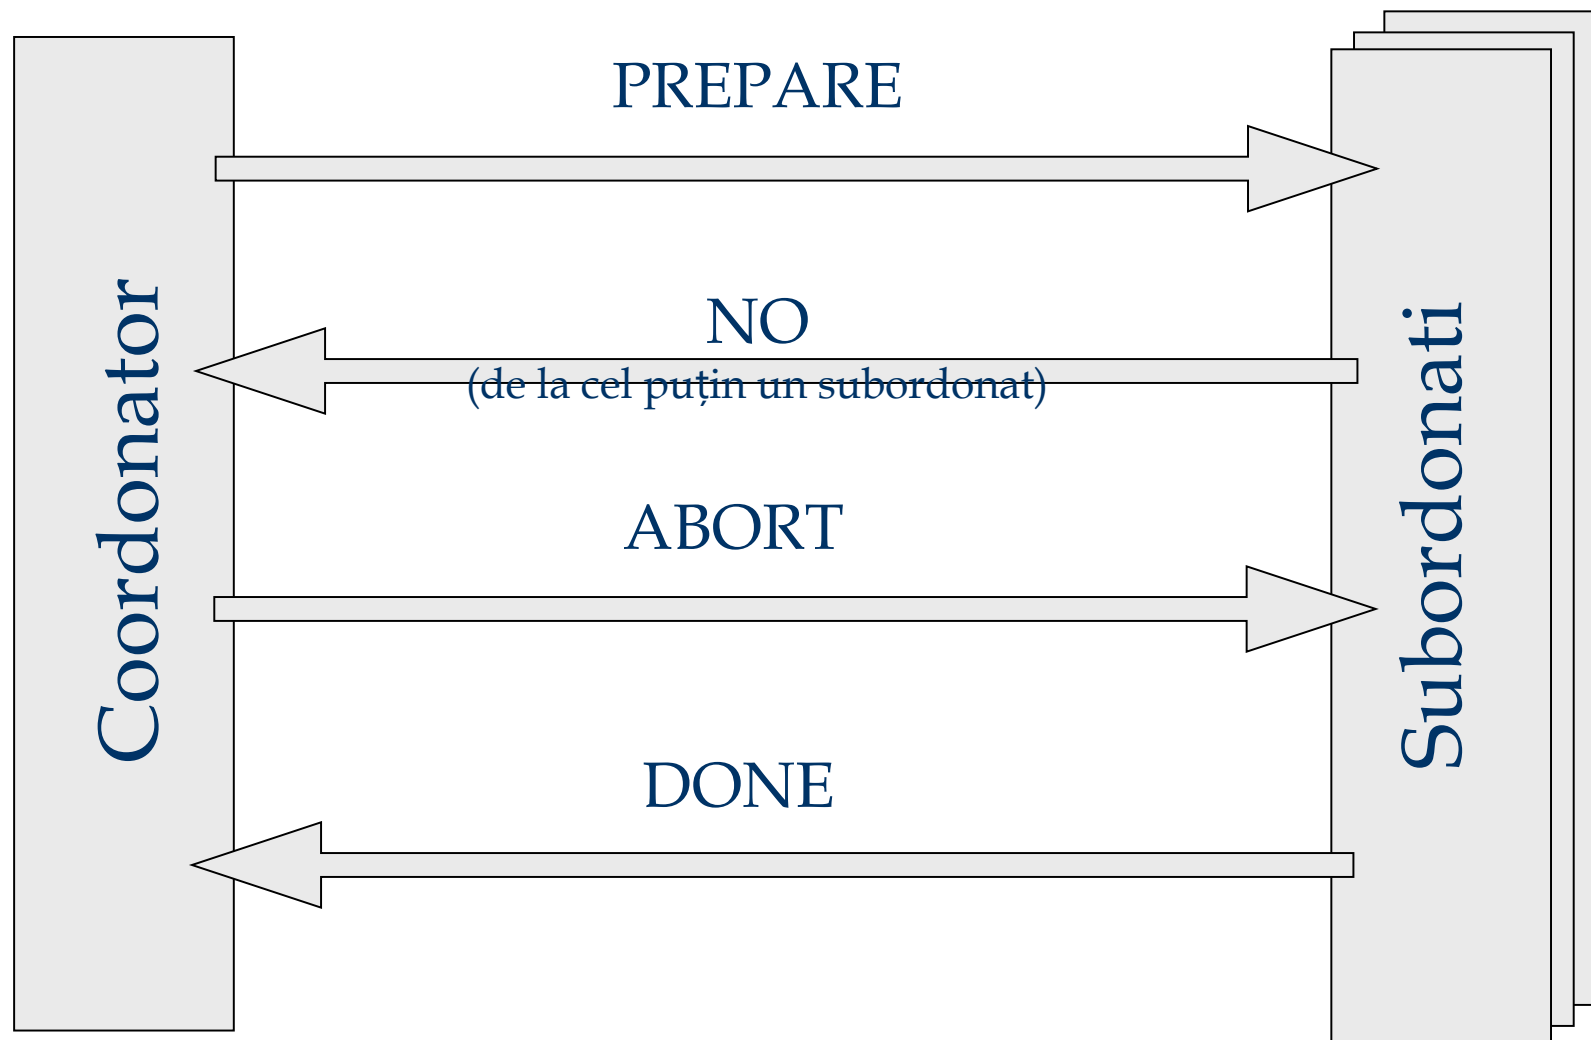 PREPARE
NO
(de la cel puțin un subordonat)
ABORT
DONE
Coordonator
Subordonati